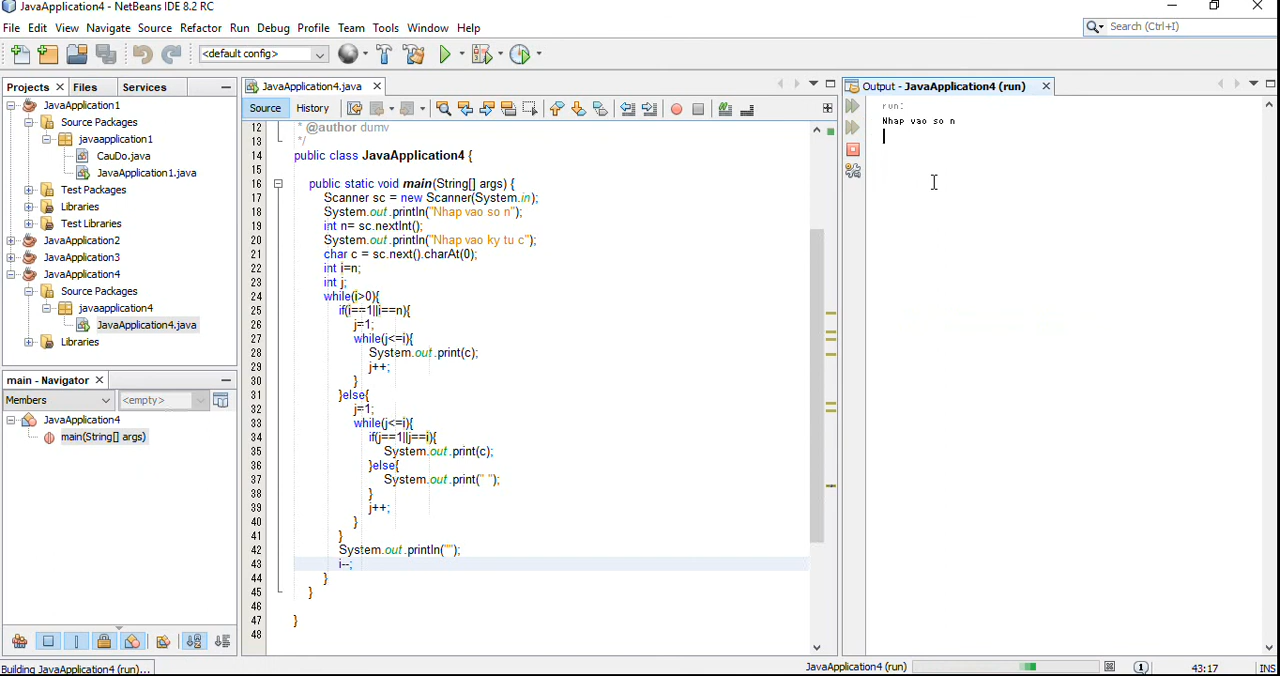 JavaApplication4 - NetBeans IDE 8.2 RC
File Edit View Navigate Source Refactor Run Debug Profile Team Tools Window Help
Search (Ctrl+I)
<default config>
Projects Files Services
JavaApplication1
Source Packages
javaapplication1
CauDo.java
JavaApplication1.java
Test Packages
Libraries
Test Libraries
JavaApplication2
JavaApplication3
JavaApplication4
Source Packages
javaapplication4
JavaApplication4.java
Libraries
main - Navigator
Members <empty>
JavaApplication4
main(String[] args)
Building JavaApplication4 (run)...
JavaApplication4.java
Source History
12 * @author dumv
13 */
14 public class JavaApplication4 {
15
16 public static void main(String[] args) {
17 Scanner sc = new Scanner(System.in);
18 System.out.println("Nhap vao so n");
19 int n= sc.nextInt();
20 System.out.println("Nhap vao ky tu c");
21 char c = sc.next().charAt(0);
22 int i=n;
23 int j;
24 while(i>0){
25 if(i==1||i==n){
26 j=1;
27 while(j<=i){
28 System.out.print(c);
29 j++;
30 }
31 }else{
32 j=1;
33 while(j<=i){
34 if(j==1||j==i){
35 System.out.print(c);
36 }else{
37 System.out.print(" ");
38 }
39 j++;
40 }
41 }
42 System.out.println("");
43 i--;
44 }
45 }
46
47 }
48
Output - JavaApplication4 (run)
run:
Nhap vao so n
JavaApplication4 (run)
1
43:17
INS